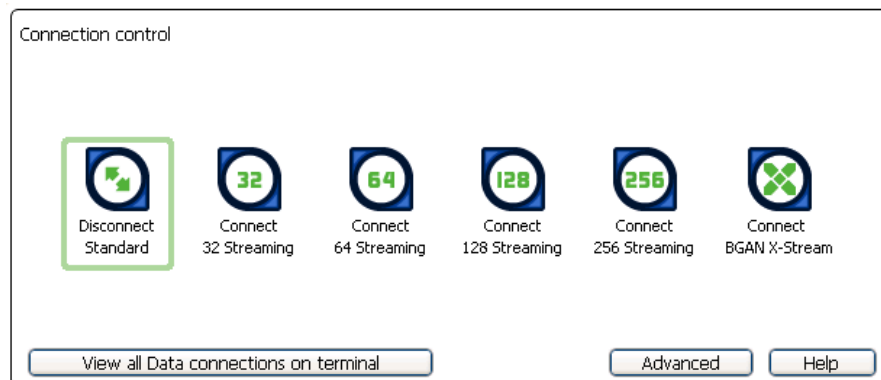 Connection control
32
64
128
256
Disconnect
Standard
Connect
32 Streaming
Connect
64 Streaming
Connect
128 Streaming
Connect
256 Streaming
Connect
BGAN X-Stream
View all Data connections on terminal
Advanced
Help